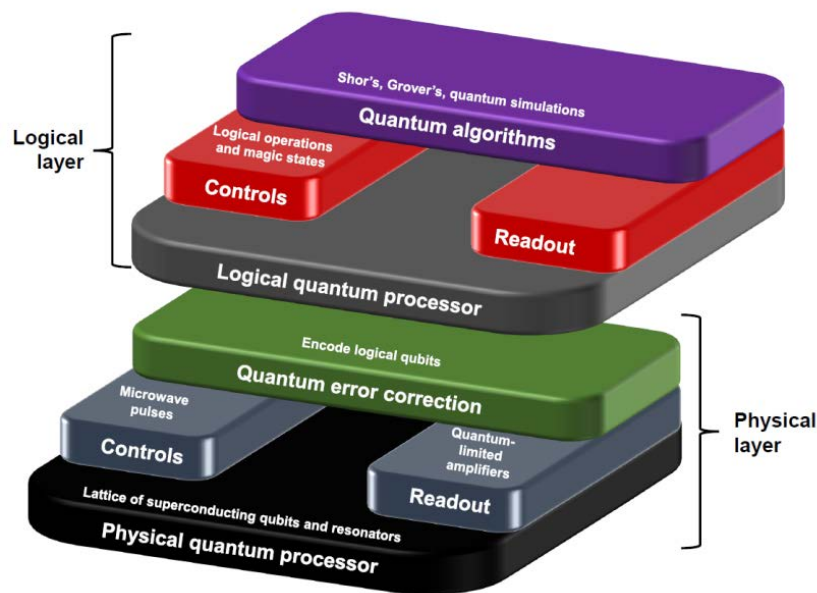 Logical
layer
Shor's, Grover's, quantum simulations
Quantum algorithms
Logical operations
and magic states
Controls
Readout
Logical quantum processor
Encode logical qubits
Quantum error correction
Microwave
pulses
Controls
Quantum-
limited
amplifiers
Readout
Lattice of superconducting qubits and resonators
Physical quantum processor
Physical
layer